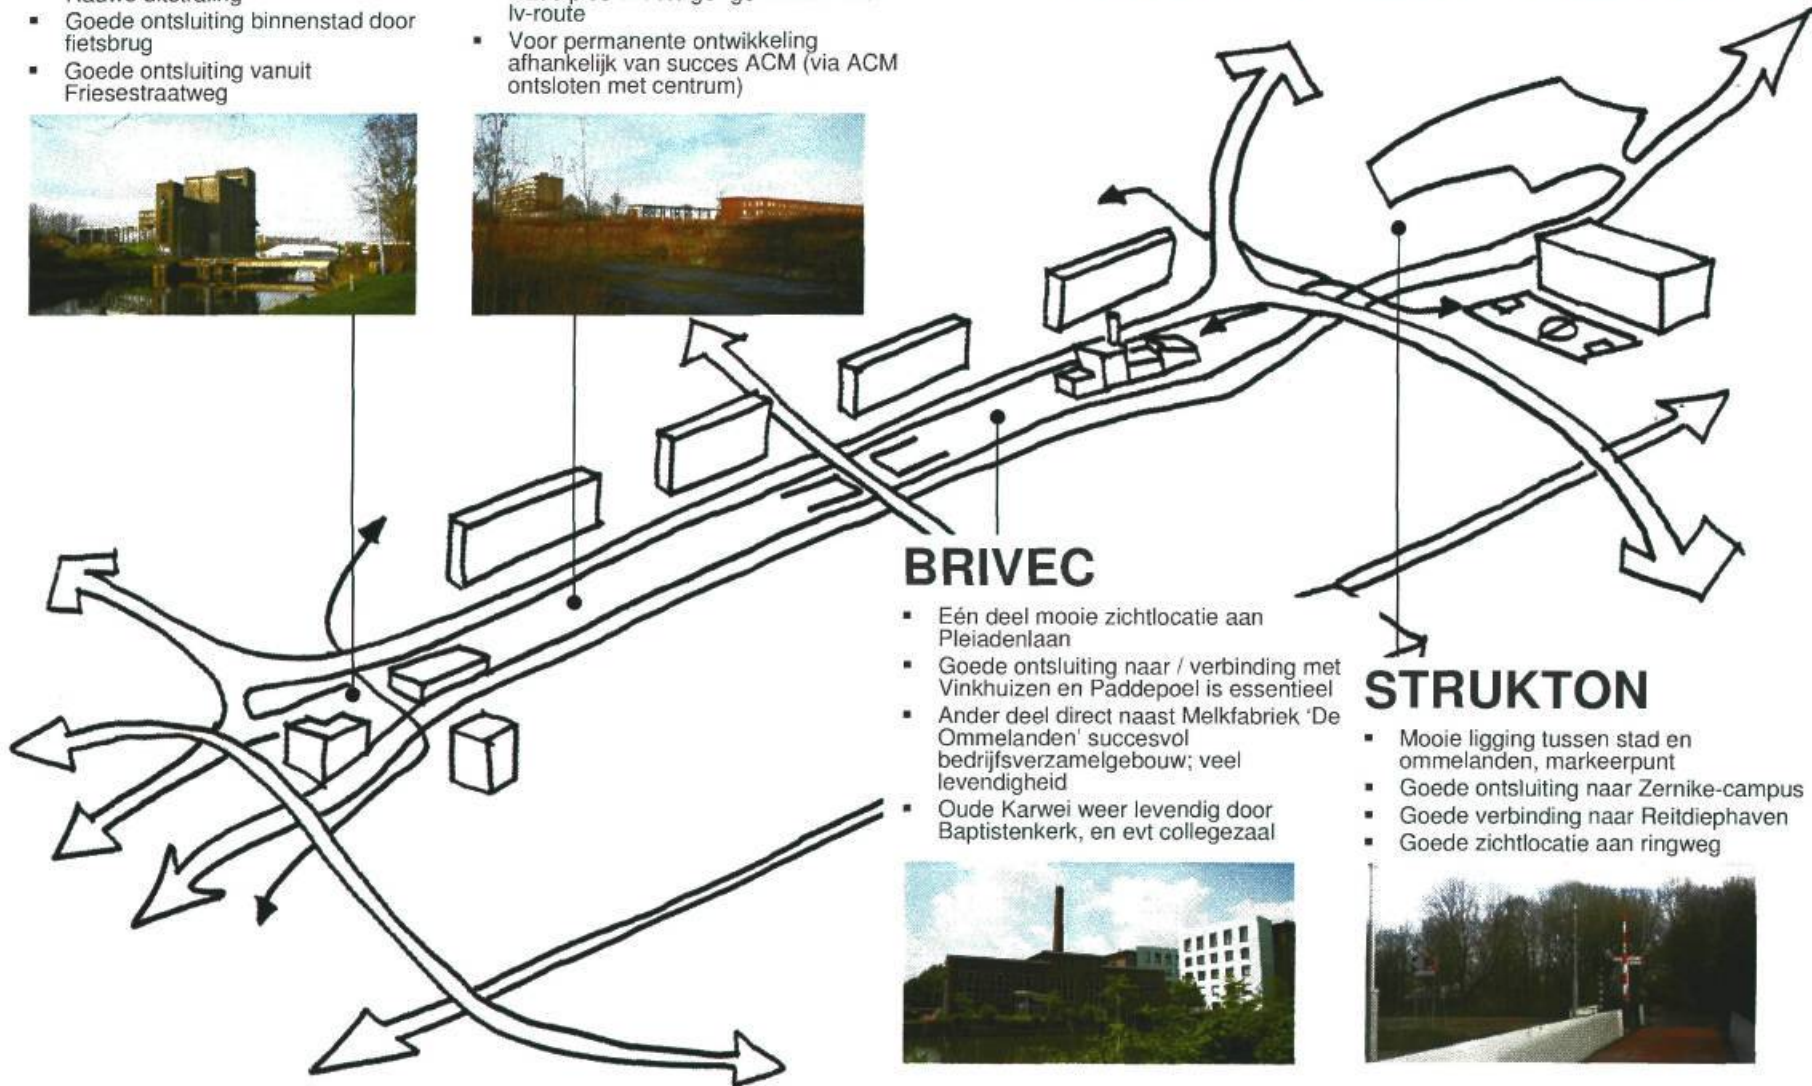 ▪ Goede ontsluiting binnenstad door
fietsbrug
▪ Goede ontsluiting vanuit
Friesestraatweg
lv-route
▪ Voor permanente ontwikkeling
afhankelijk van succes ACM (via ACM
ontsloten met centrum)
BRIVEC
▪ Eén deel mooie zichtlocatie aan
Pleiadenlaan
▪ Goede ontsluiting naar / verbinding met
Vinkhuizen en Paddepoel is essentieel
▪ Ander deel direct naast Melkfabriek ‘De
Ommelanden’ succesvol
bedrijfsverzamelgebouw; veel
levendigheid
▪ Oude Karwei weer levendig door
Baptistenkerk, en evt collegezaal
STRUKTON
▪ Mooie ligging tussen stad en
ommelanden, markeerpunt
▪ Goede ontsluiting naar Zernike-campus
▪ Goede verbinding naar Reitdiephaven
▪ Goede zichtlocatie aan ringweg